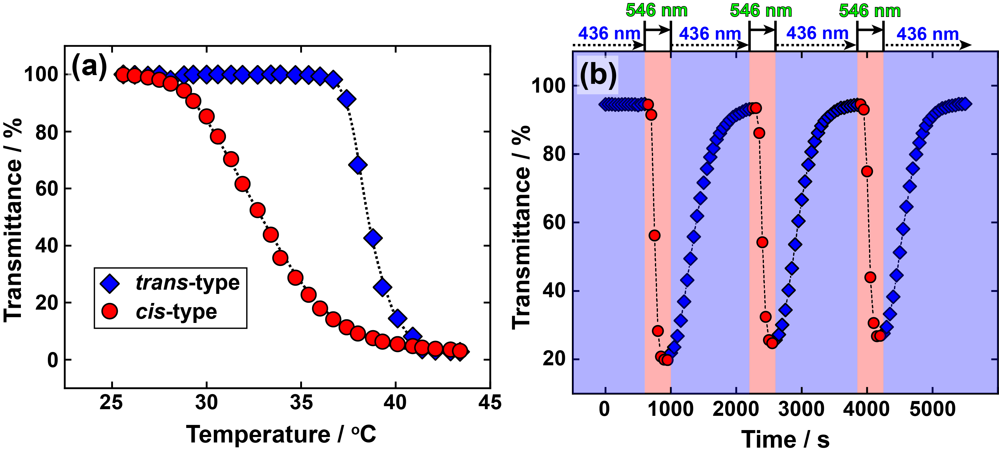 (a)
Transmittance / %
100
80
60
40
20
0
trans-type
cis-type
25 30 35 40 45
Temperature / °C
546 nm 546 nm 546 nm
436 nm 436 nm 436 nm 436 nm
(b)
Transmittance / %
100
80
60
40
20
0 1000 2000 3000 4000 5000
Time / s